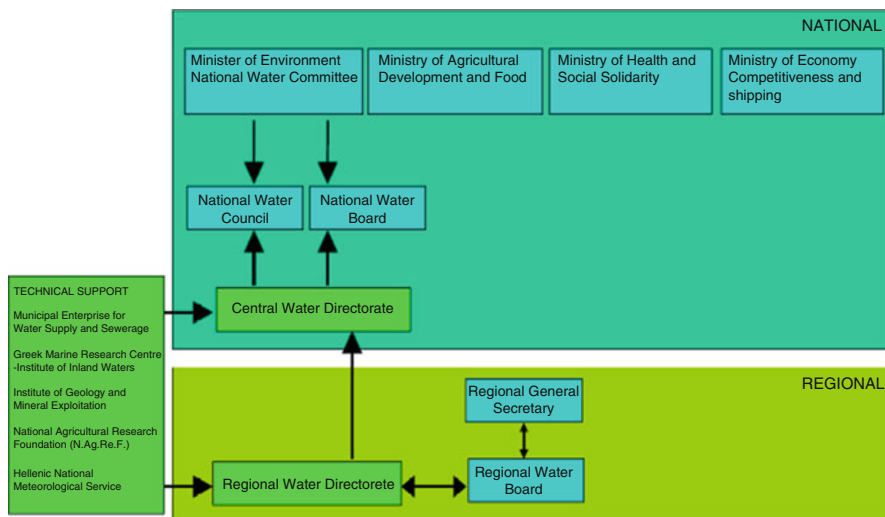 NATIONAL
Minister of Environment
National Water Committee
Ministry of Agricultural
Development and Food
Ministry of Health and
Social Solidarity
Ministry of Economy
Competitiveness and
shipping
National Water
Council
National Water
Board
TECHNICAL SUPPORT
Municipal Enterprise for
Water Supply and Sewerage
Greek Marine Research Centre
-Institute of Inland Waters
Institute of Geology and
Mineral Exploitation
National Agricultural Research
Foundation (N.Ag.Re.F.)
Hellenic National
Meteorological Service
Central Water Directorate
REGIONAL
Regional General
Secretary
Regional Water Directorete
Regional Water
Board